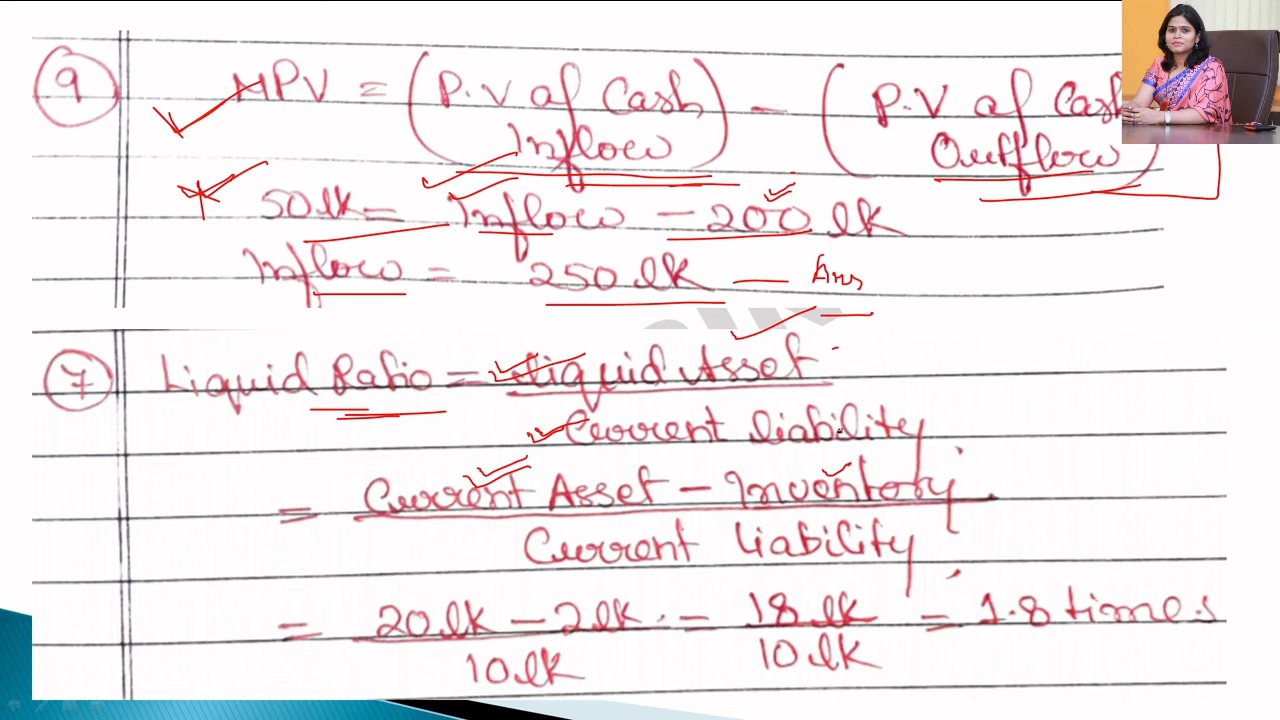 9 NPV = (P.V of Cash Inflow) - (P.V of Cash Outflow)
50 lk = Inflow - 200 lk
Inflow = 250 lk — Ans
7 Liquid Ratio = Liquid Asset
Current liability
= Current Asset - Inventory
Current liability
= 20 lk - 2 lk = 18 lk = 1.8 times
10 lk 10 lk